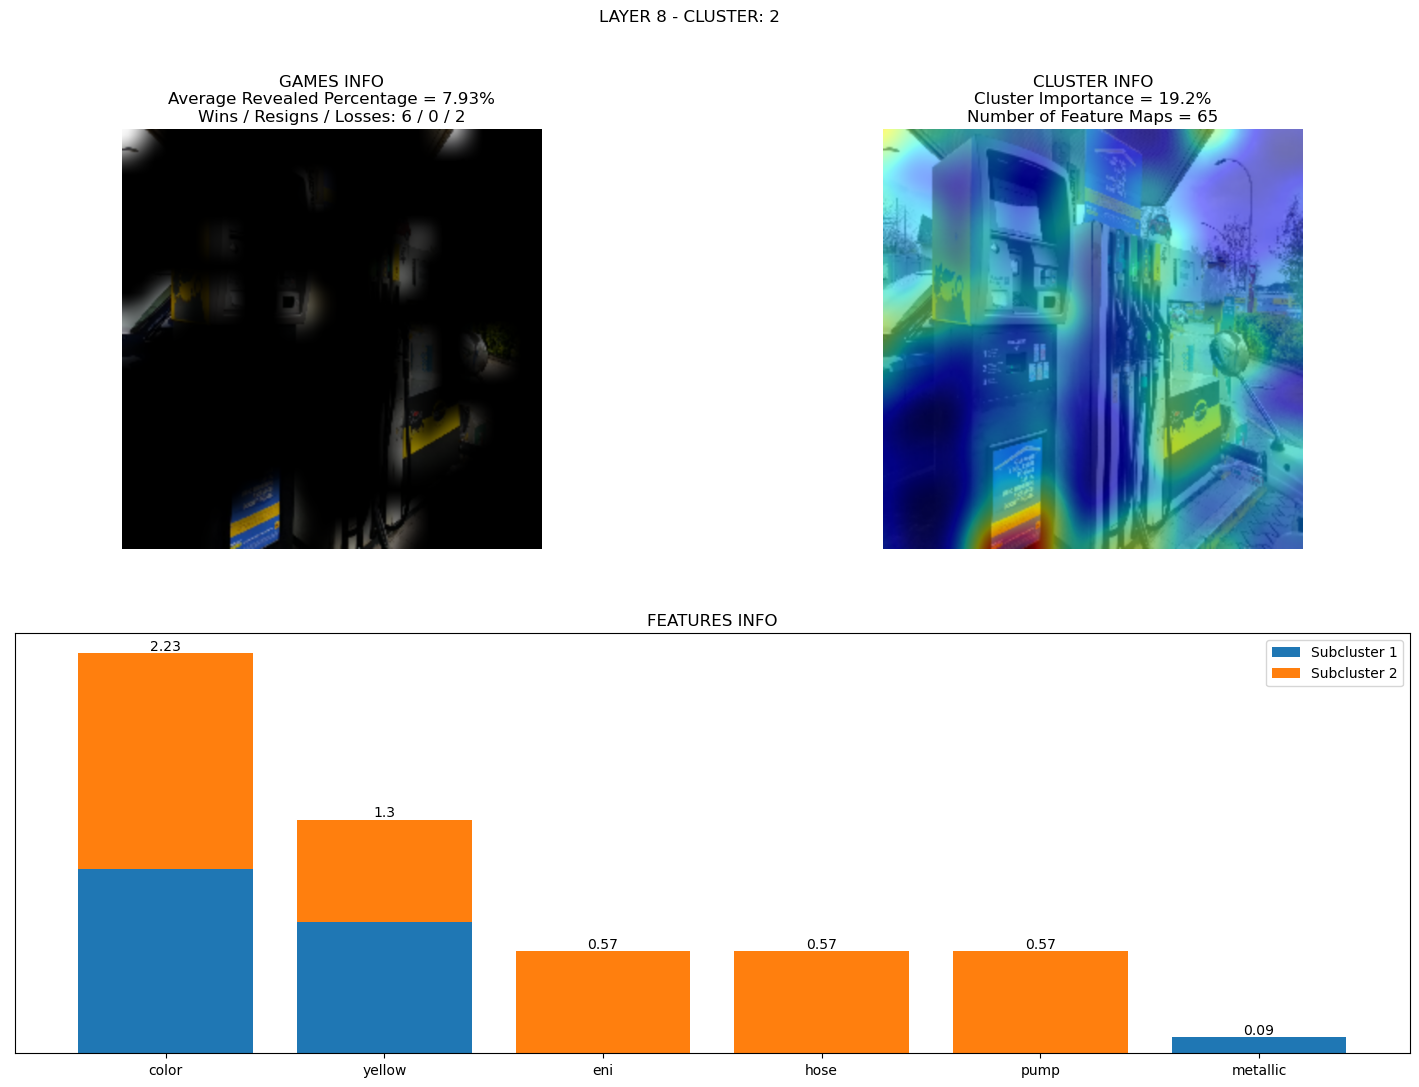 LAYER 8 - CLUSTER: 2
GAMES INFO
Average Revealed Percentage = 7.93%
Wins / Resigns / Losses: 6 / 0 / 2
CLUSTER INFO
Cluster Importance = 19.2%
Number of Feature Maps = 65
FEATURES INFO
Subcluster 1
Subcluster 2
2.23
1.3
0.57
0.57
0.57
0.09
color
yellow
eni
hose
pump
metallic